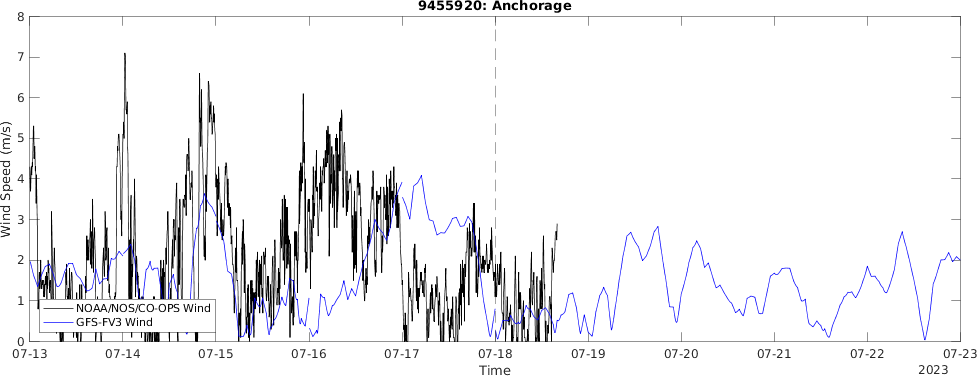 9455920: Anchorage
8
7
6
5
4
3
2
1
0
Wind Speed (m/s)
NOAA/NOS/CO-OPS Wind
GFS-FV3 Wind
07-13 07-14 07-15 07-16 07-17 07-18 07-19 07-20 07-21 07-22 07-23
Time
2023